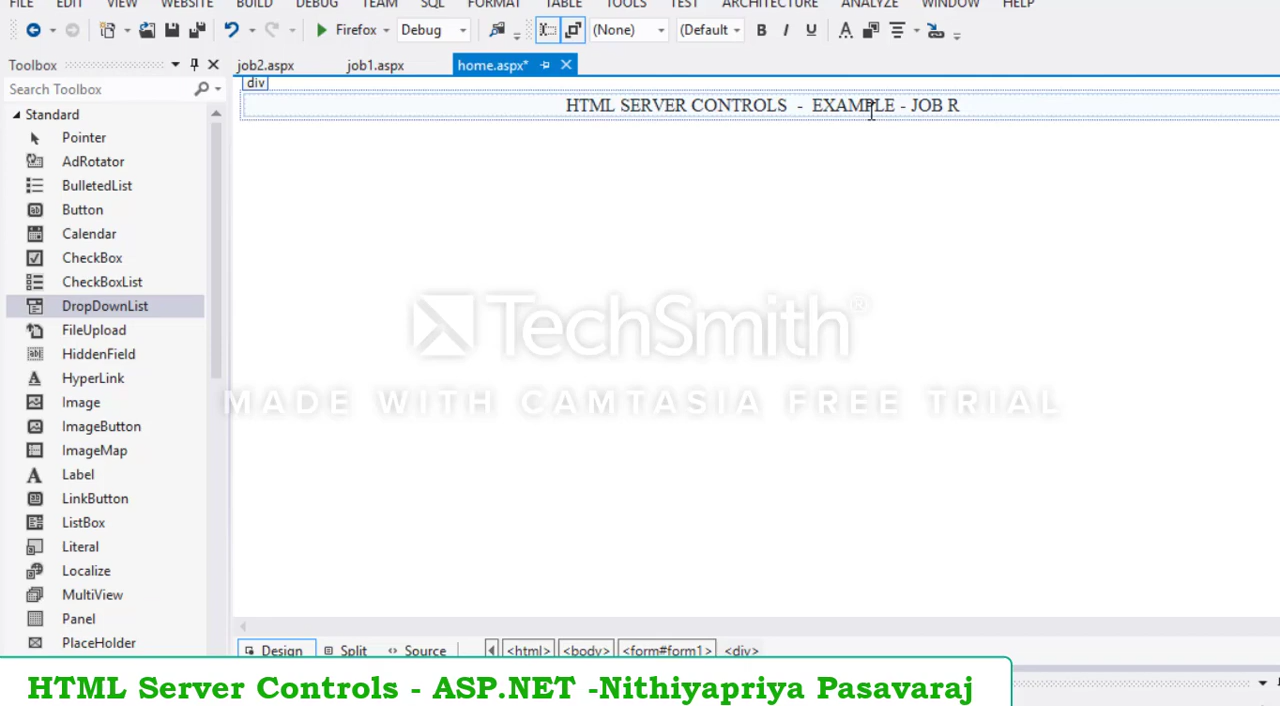 FILE EDIT VIEW WEBSITE BUILD DEBUG TEAM SQL FORMAT TABLE TOOLS TEST ARCHITECTURE ANALYZE WINDOW HELP
Firefox Debug (None) (Default B I U A
Toolbox job2.aspx job1.aspx home.aspx*
Search Toolbox
div
HTML SERVER CONTROLS - EXAMPLE - JOB R
Standard
Pointer
AdRotator
BulletedList
Button
Calendar
CheckBox
CheckBoxList
DropDownList
FileUpload
HiddenField
HyperLink
Image
ImageButton
ImageMap
Label
LinkButton
ListBox
Literal
Localize
MultiView
Panel
PlaceHolder
TechSmith®
MADE WITH CAMTASIA FREE TRIAL
Design Split Source <html> <body> <form#form1> <div>
HTML Server Controls - ASP.NET -Nithiyapriya Pasavaraj